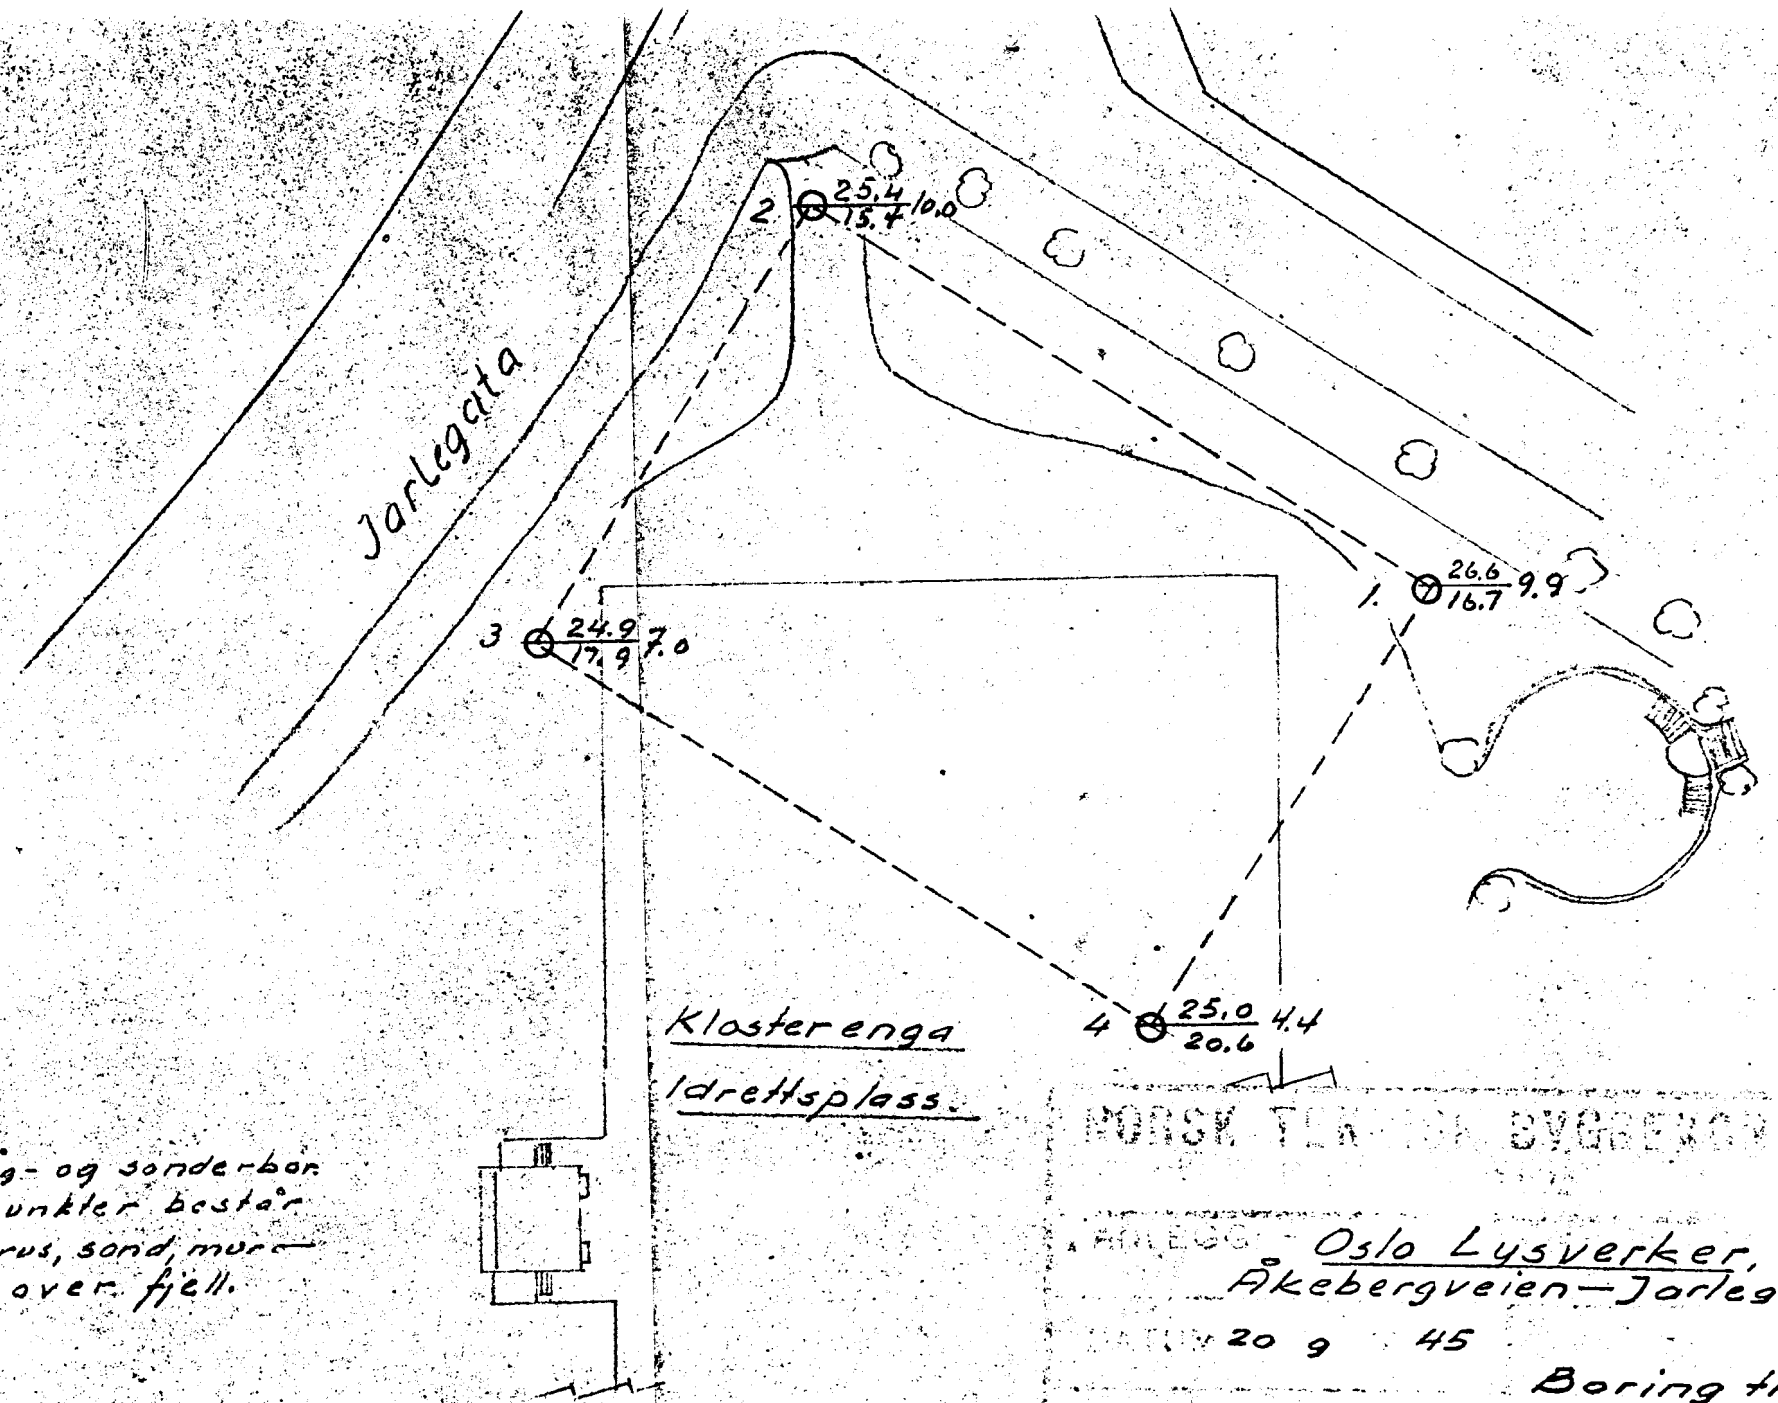 Jarlegata
2 25.4 10.0
15.4
1. 26.6 9.9
16.7
3 24.9 7.0
17.9
4 25.0 4.4
20.6
Klosterenga
Idrettsplass.
g- og sonderbor.
unkter består
rus, sand, mur-
over fjell.
NORSK
Oslo Lysverker,
Åkebergveien-Jarleg
20 9 45
Boring ti